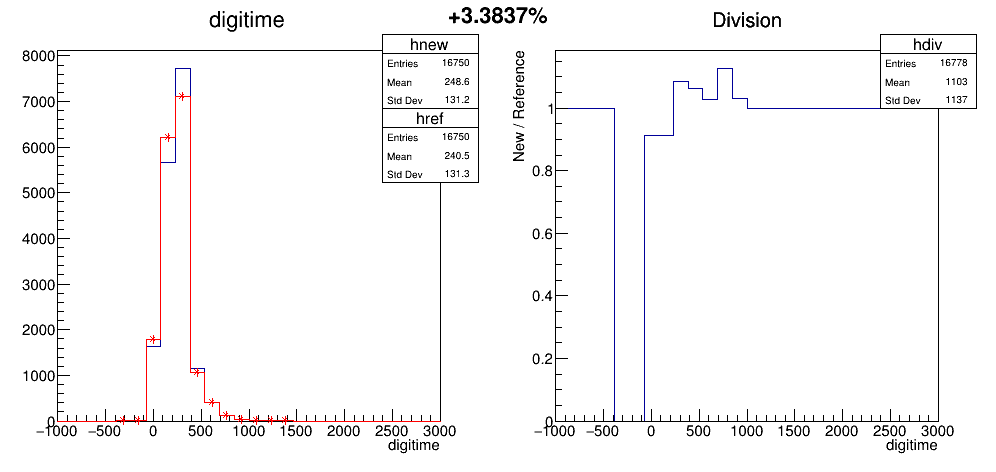 +3.3837%
digitime
hnew
Entries 16750
Mean 248.6
Std Dev 131.2
href
Entries 16750
Mean 240.5
Std Dev 131.3
8000
7000
6000
5000
4000
3000
2000
1000
0
−1000 −500 0 500 1000 1500 2000 2500 3000
digitime
Division
hdiv
Entries 16778
Mean 1103
Std Dev 1137
New / Reference
1
0.8
0.6
0.4
0.2
0
−1000 −500 0 500 1000 1500 2000 2500 3000
digitime